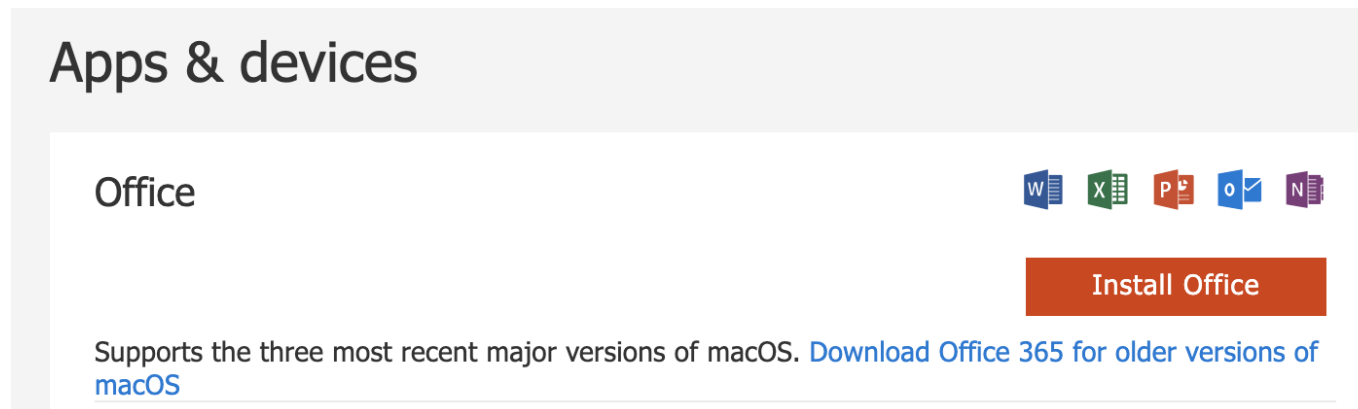 Apps & devices
Office
W X P O N
Install Office
Supports the three most recent major versions of macOS. Download Office 365 for older versions of
macOS